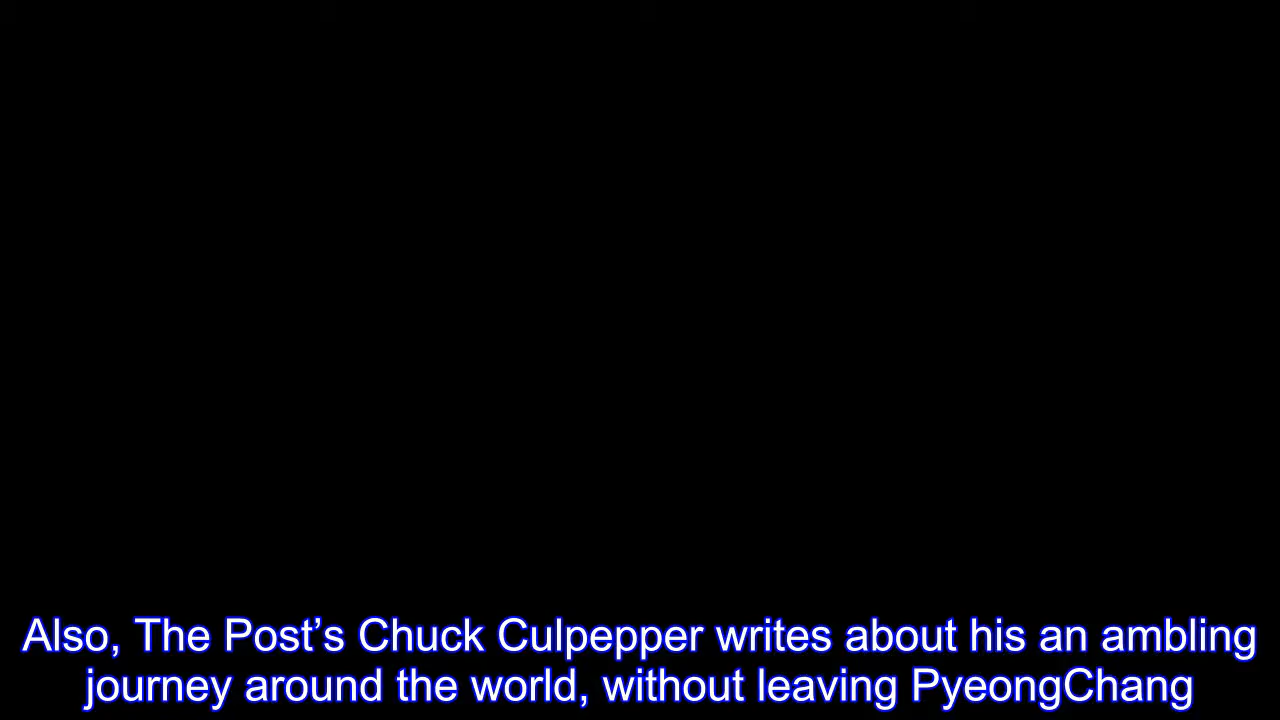 Also, The Post’s Chuck Culpepper writes about his an ambling
journey around the world, without leaving PyeongChang